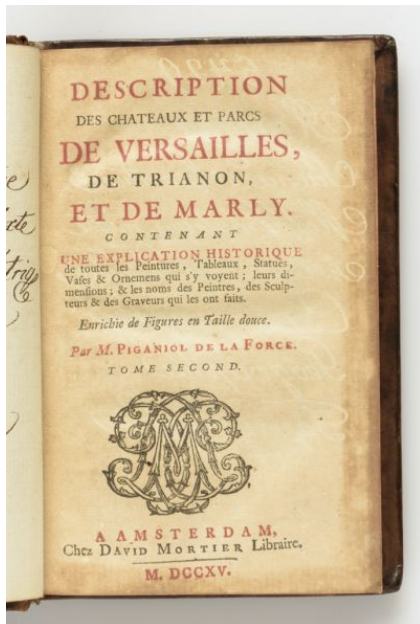 DESCRIPTION
DES CHATEAUX ET PARCS
DE VERSAILLES,
DE TRIANON,
ET DE MARLY.
CONTENANT
UNE EXPLICATION HISTORIQUE
de toutes les Peintures, Tableaux, Statues,
Vases & Ornemens qui s'y voyent; leurs di-
mensions; & les noms des Peintres, des Sculp-
teurs & des Graveurs qui les ont faits.
Enrichie de Figures en Taille douce.
Par M. PIGANIOL DE LA FORCE.
TOME SECOND.
A AMSTERDAM,
Chez DAVID MORTIER Libraire.
M. DCCXV.